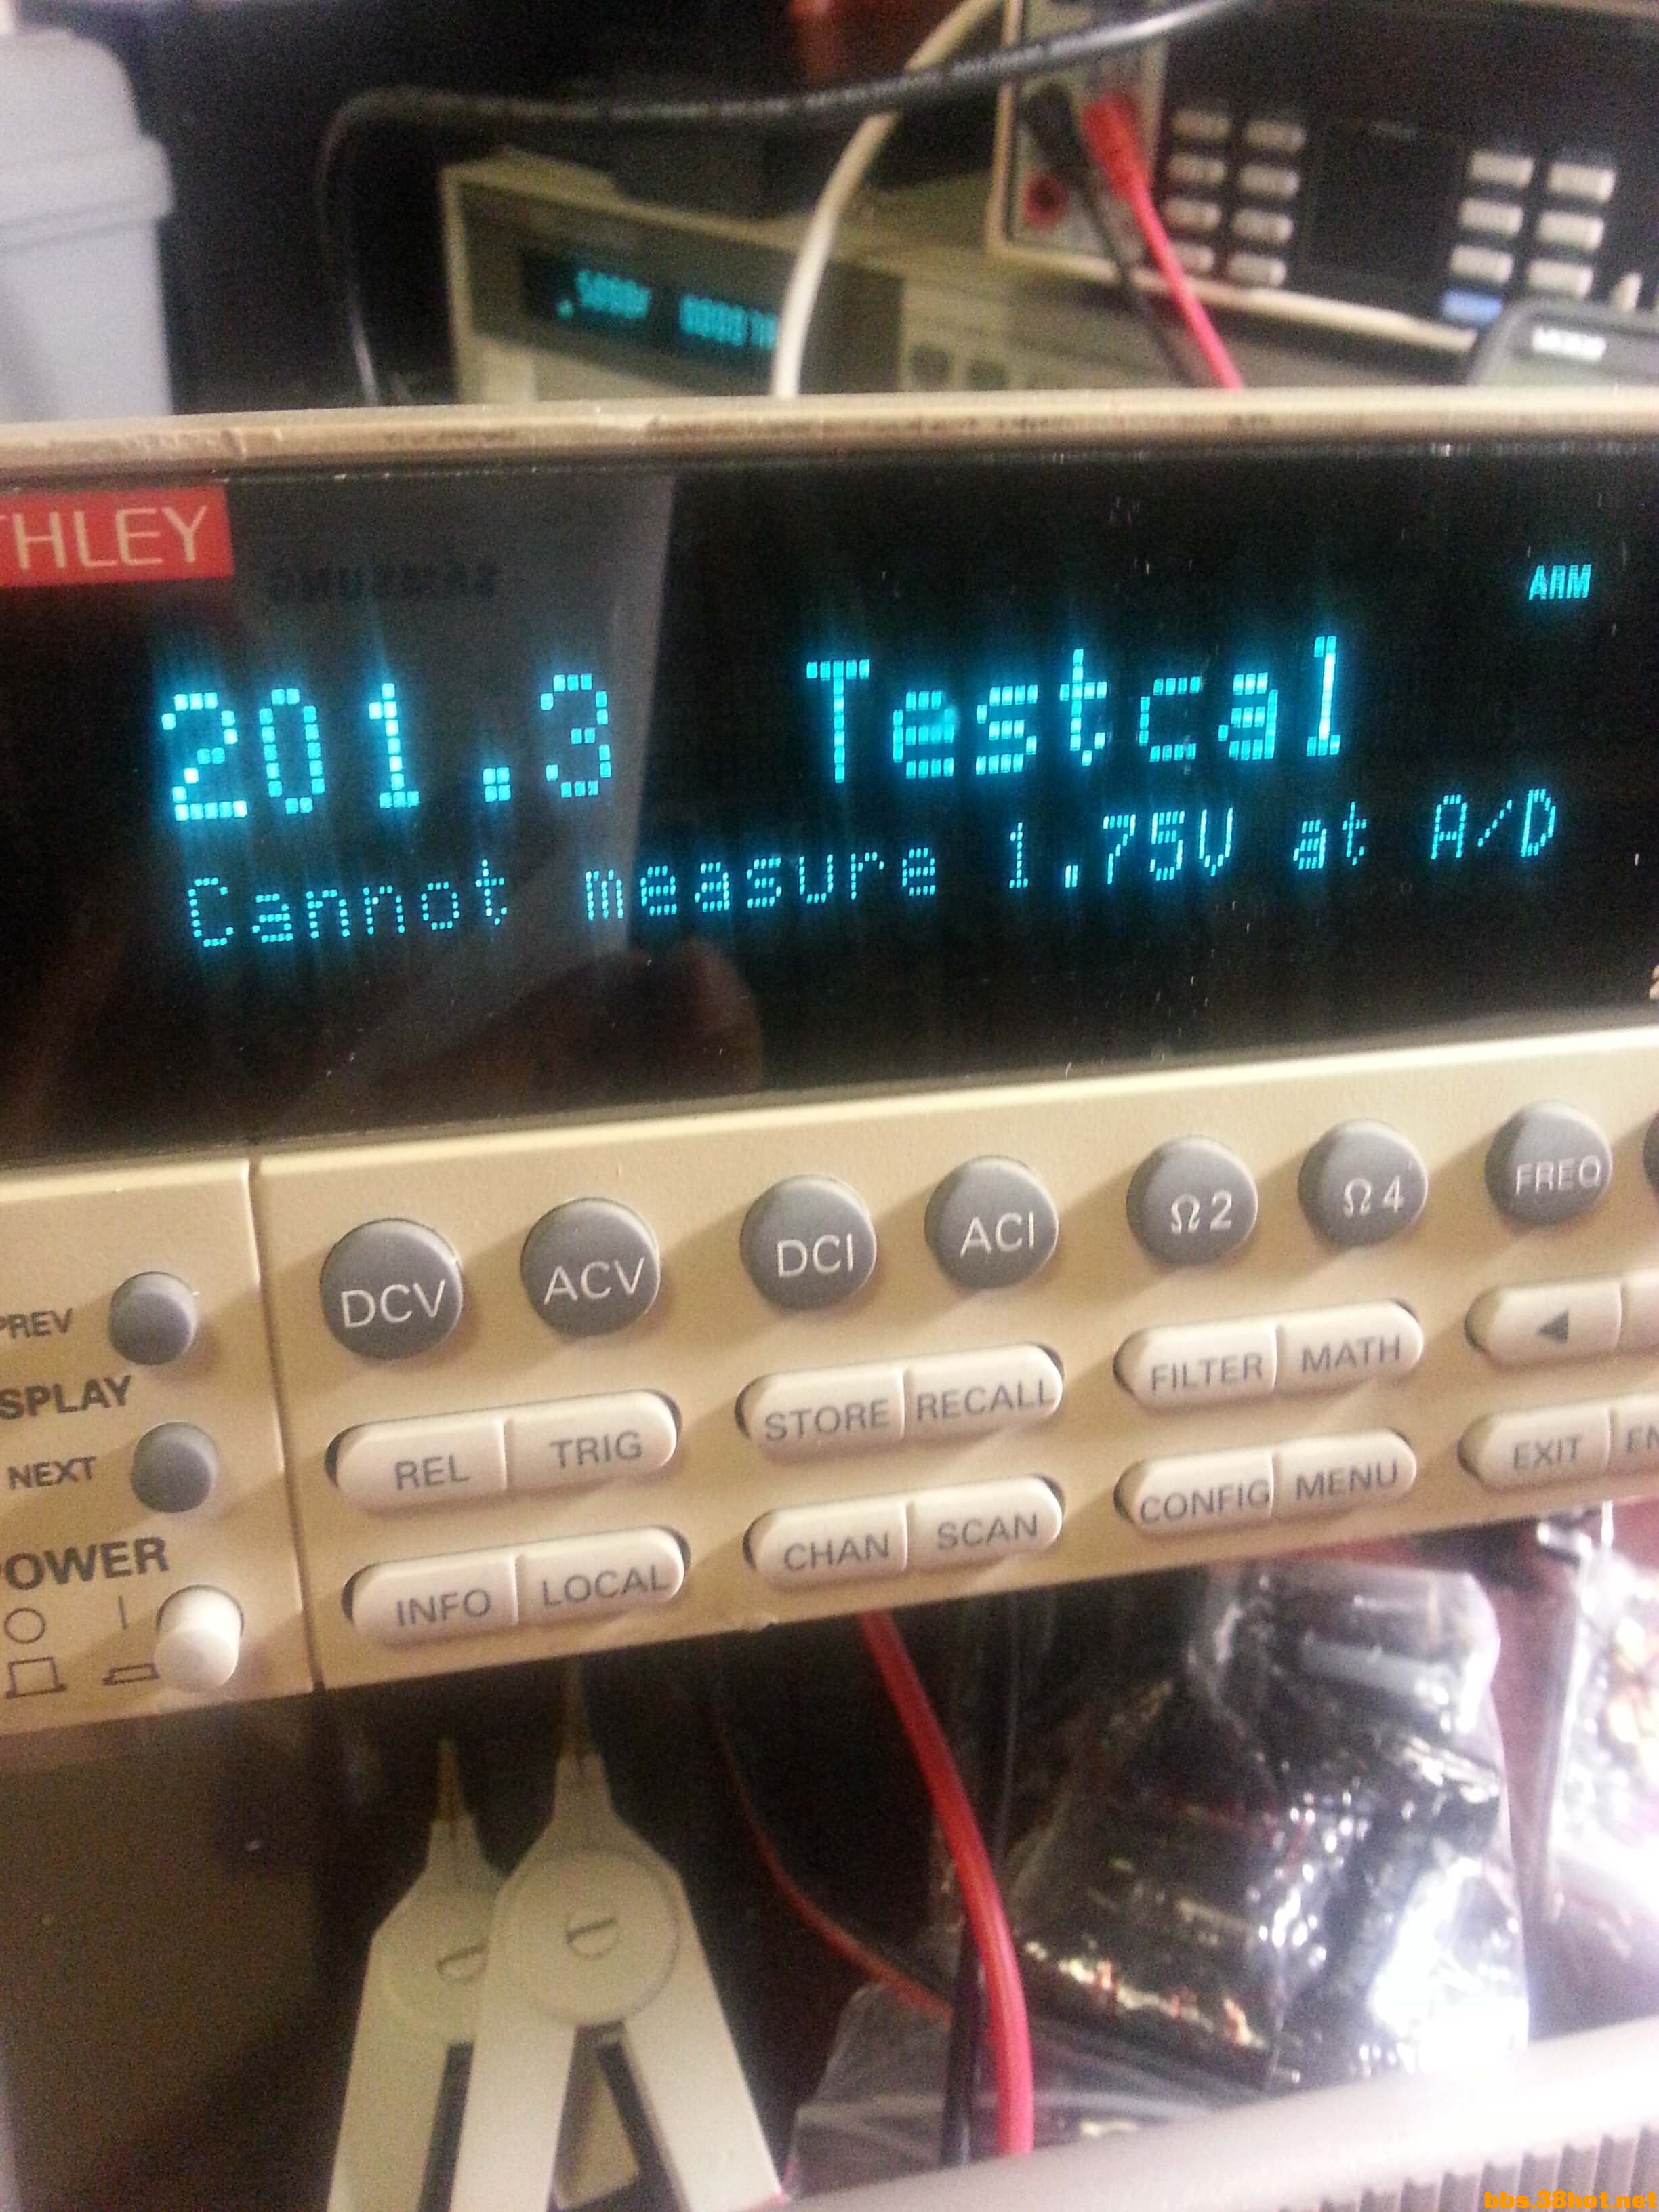 THLEY
ARM
201.3 Testcal
Cannot measure 1.75V at A/D
DCV ACV DCI ACI Ω2 Ω4 FREQ
PREV
SPLAY
NEXT
REL TRIG STORE RECALL FILTER MATH ◀
POWER
INFO LOCAL CHAN SCAN CONFIG MENU EXIT EN
bbs.38hot.net